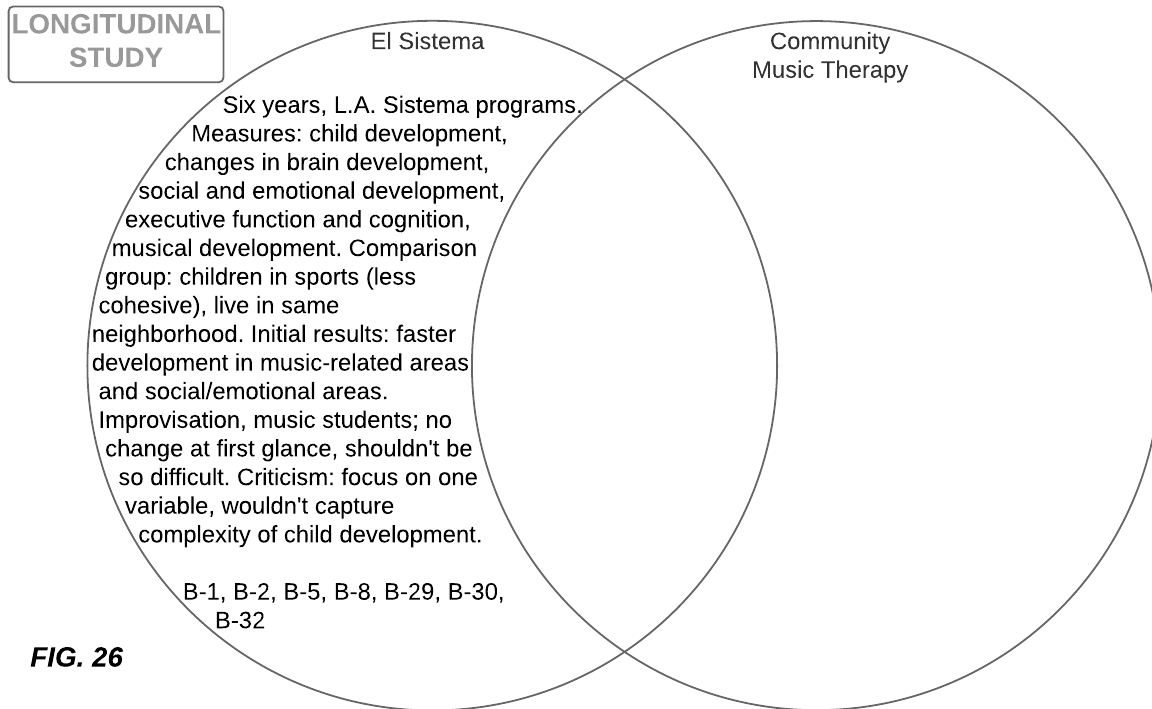 LONGITUDINAL
STUDY
El Sistema
Community
Music Therapy
Six years, L.A. Sistema programs.
Measures: child development,
changes in brain development,
social and emotional development,
executive function and cognition,
musical development. Comparison
group: children in sports (less
cohesive), live in same
neighborhood. Initial results: faster
development in music-related areas
and social/emotional areas.
Improvisation, music students; no
change at first glance, shouldn't be
so difficult. Criticism: focus on one
variable, wouldn't capture
complexity of child development.
B-1, B-2, B-5, B-8, B-29, B-30,
B-32
FIG. 26